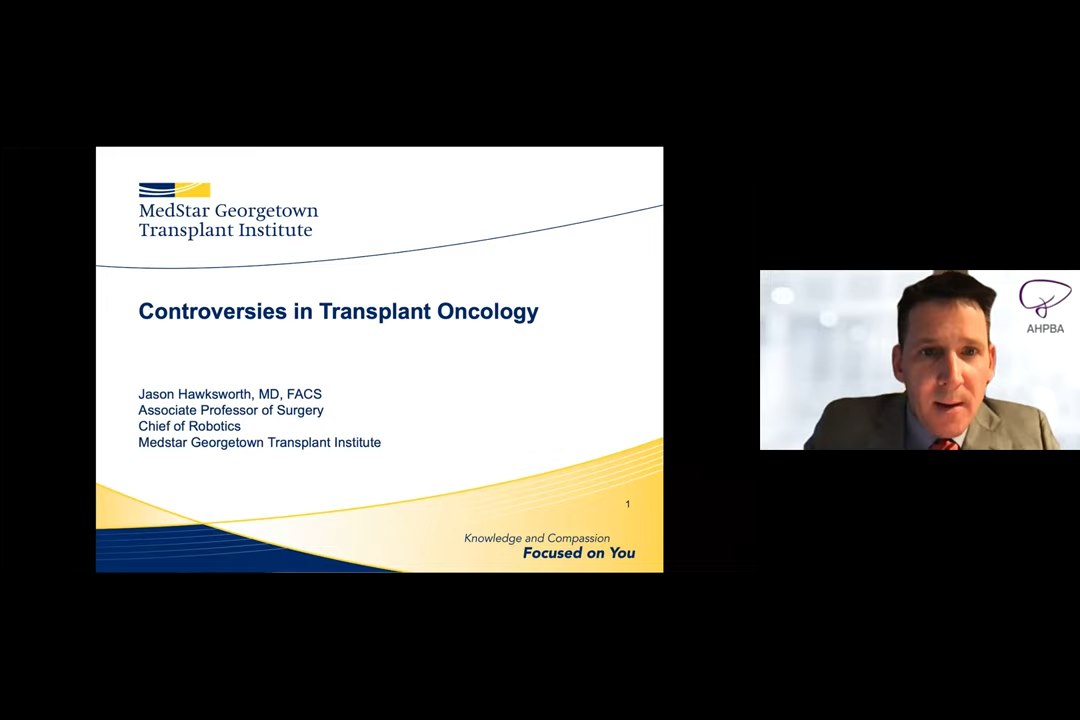 MedStar Georgetown
Transplant Institute
Controversies in Transplant Oncology
Jason Hawksworth, MD, FACS
Associate Professor of Surgery
Chief of Robotics
Medstar Georgetown Transplant Institute
1
Knowledge and Compassion
Focused on You
AHPBA